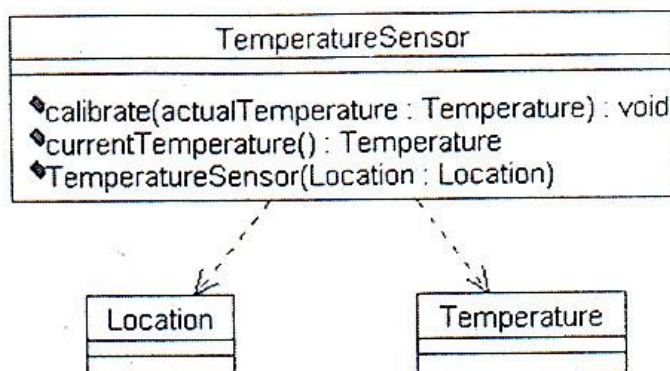 TemperatureSensor
calibrate(actualTemperature : Temperature) : void
currentTemperature() : Temperature
TemperatureSensor(Location : Location)
Location
Temperature